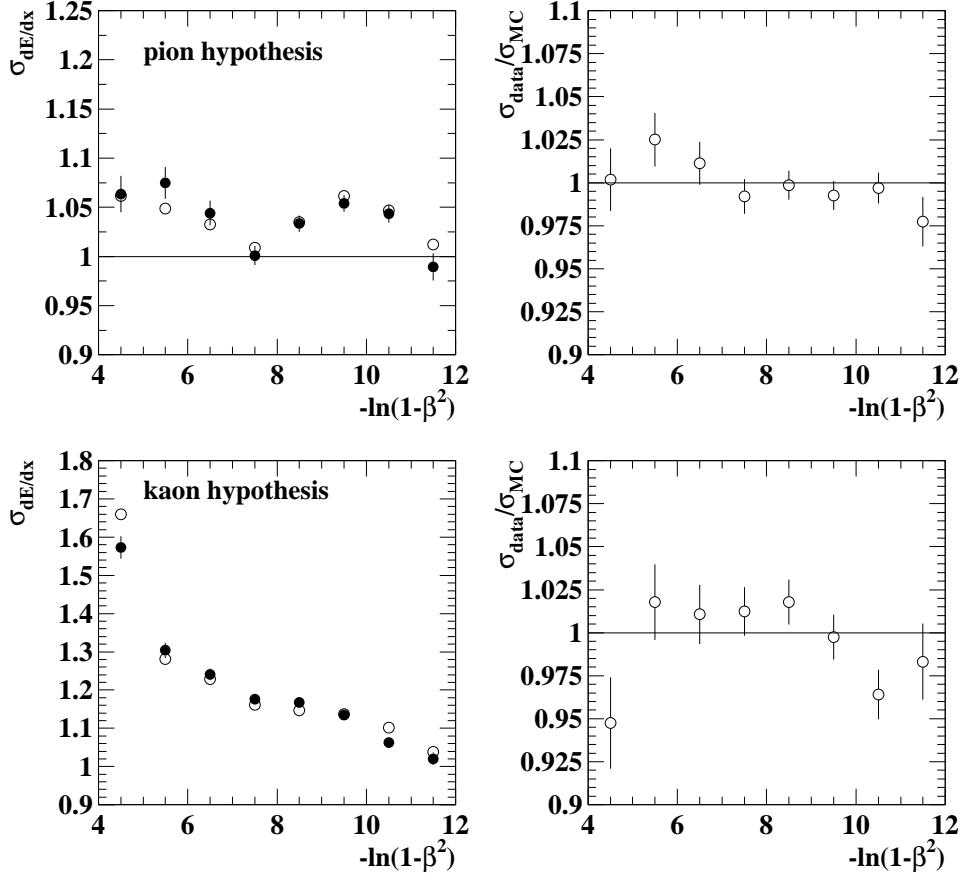 σdE/dx
pion hypothesis
1.25
1.2
1.15
1.1
1.05
1
0.95
0.9
4 6 8 10 12
-ln(1-β²)
σdata/σMC
1.1
1.075
1.05
1.025
1
0.975
0.95
0.925
0.9
4 6 8 10 12
-ln(1-β²)
σdE/dx
kaon hypothesis
1.8
1.7
1.6
1.5
1.4
1.3
1.2
1.1
1
0.9
4 6 8 10 12
-ln(1-β²)
σdata/σMC
1.1
1.075
1.05
1.025
1
0.975
0.95
0.925
0.9
4 6 8 10 12
-ln(1-β²)